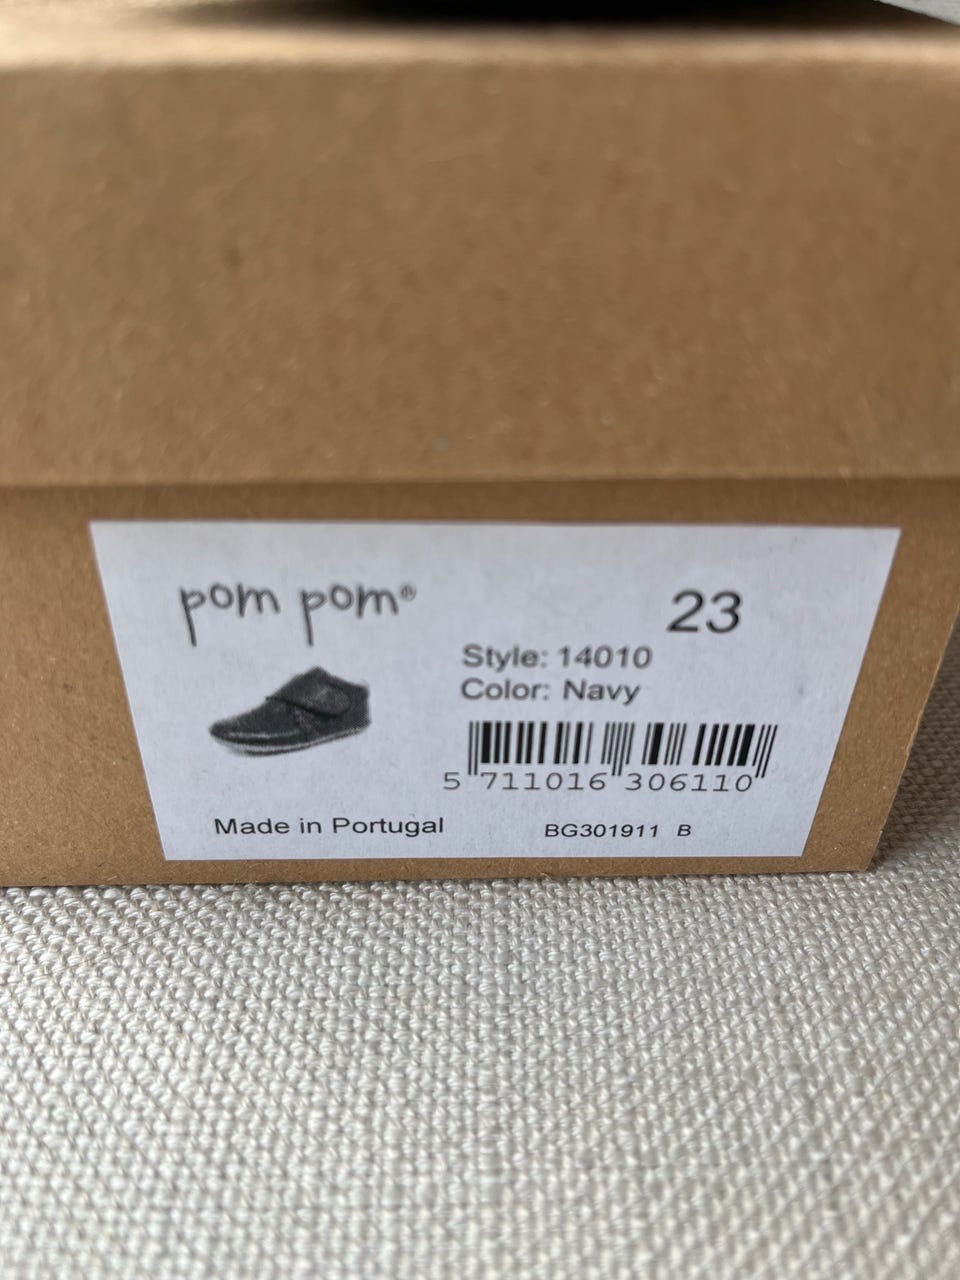 pom pom®
23
Style: 14010
Color: Navy
5 711016 306110
Made in Portugal
BG301911 B